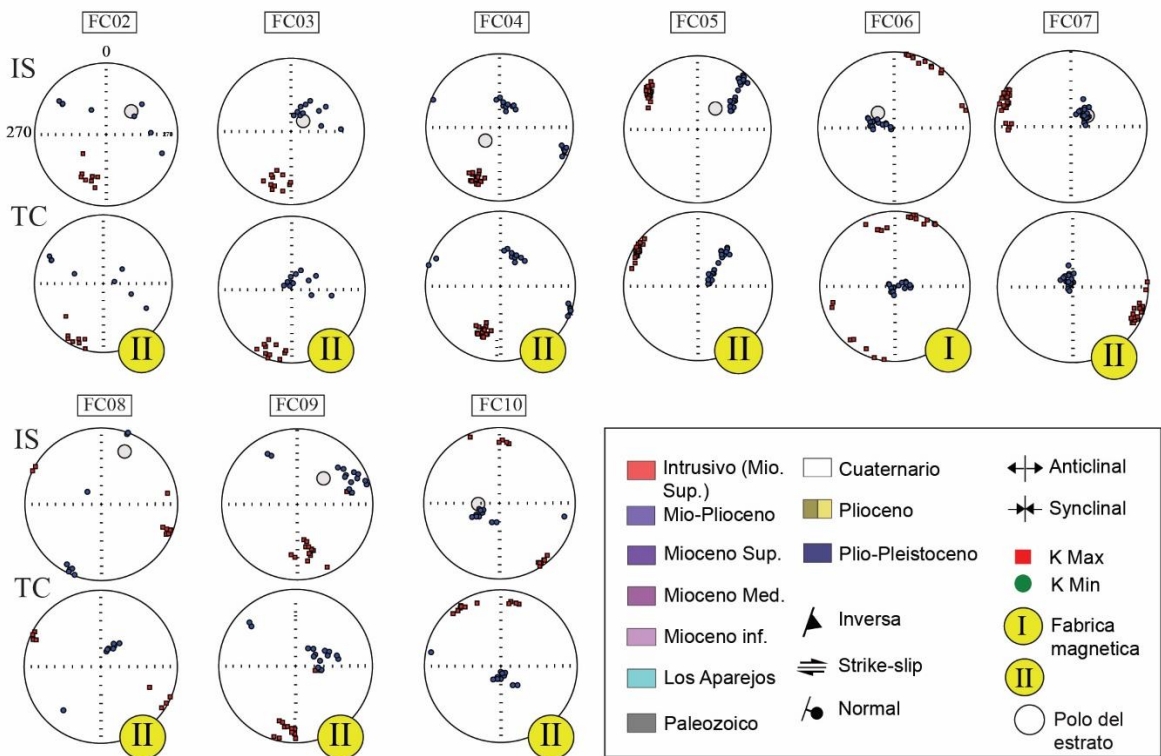 FC02
FC03
FC04
FC05
FC06
FC07
IS
0
270
TC
II
II
II
II
I
II
FC08
FC09
FC10
IS
TC
II
II
II
Intrusivo (Mio.
Sup.)
Mio-Plioceno
Mioceno Sup.
Mioceno Med.
Mioceno inf.
Los Aparejos
Paleozoico
Cuaternario
Plioceno
Plio-Pleistoceno
Inversa
Strike-slip
Normal
Anticlinal
Synclinal
K Max
K Min
I
Fabrica
magnetica
II
Polo del
estrato